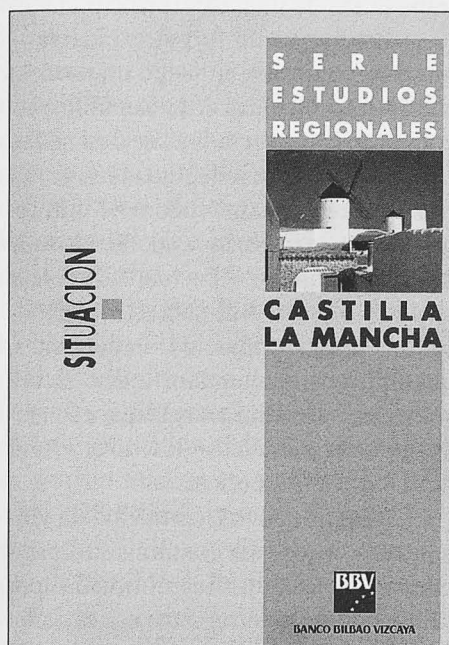 SERIE
ESTUDIOS
REGIONALES
SITUACION
CASTILLA
LA MANCHA
BBV
BANCO BILBAO VIZCAYA